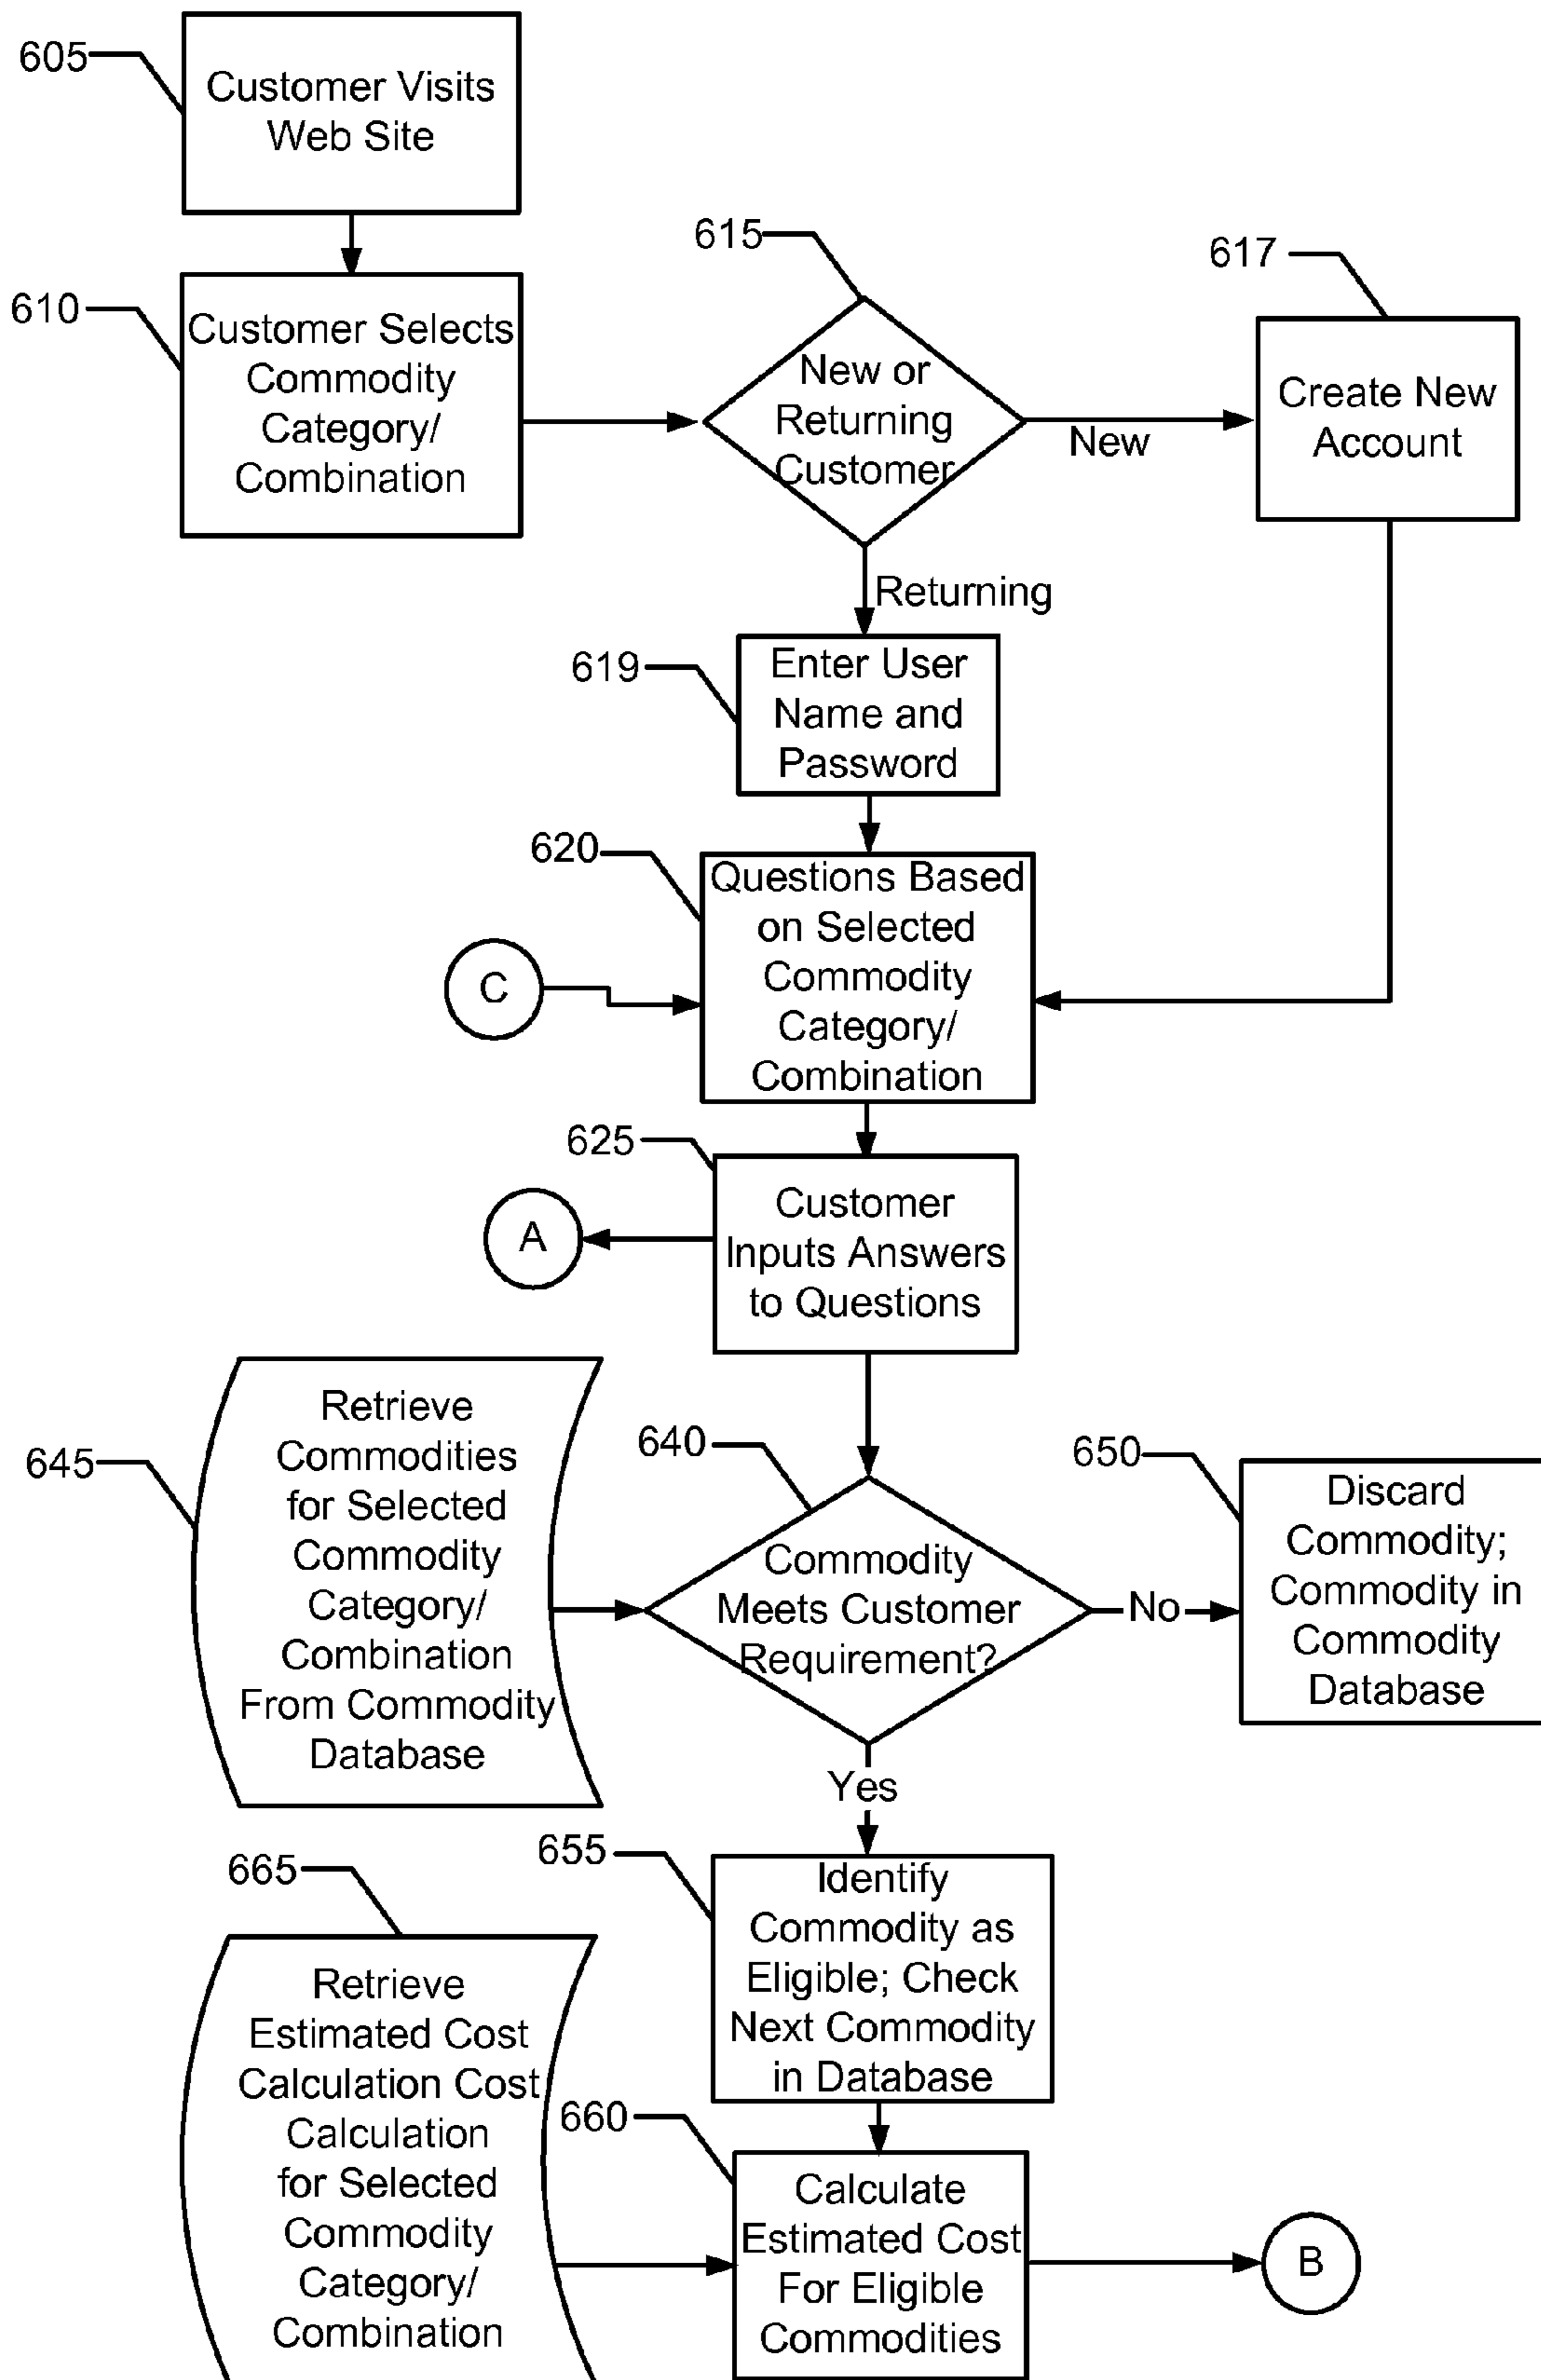 605
Customer Visits
Web Site
610
Customer Selects
Commodity
Category/
Combination
615
New or
Returning
Customer
New
617
Create New
Account
Returning
619
Enter User
Name and
Password
620
Questions Based
on Selected
Commodity
Category/
Combination
C
625
Customer
Inputs Answers
to Questions
A
645
Retrieve
Commodities
for Selected
Commodity
Category/
Combination
From Commodity
Database
640
Commodity
Meets Customer
Requirement?
No
650
Discard
Commodity;
Commodity in
Commodity
Database
Yes
655
Identify
Commodity as
Eligible; Check
Next Commodity
in Database
665
Retrieve
Estimated Cost
Calculation Cost
Calculation
for Selected
Commodity
Category/
Combination
660
Calculate
Estimated Cost
For Eligible
Commodities
B